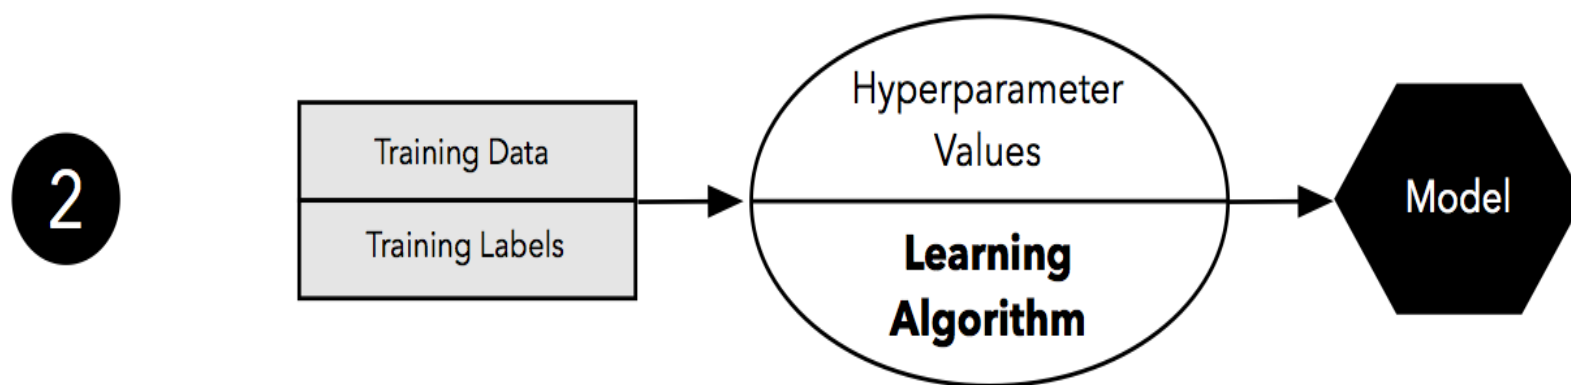 2
Training Data
Training Labels
Hyperparameter
Values
Learning
Algorithm
Model